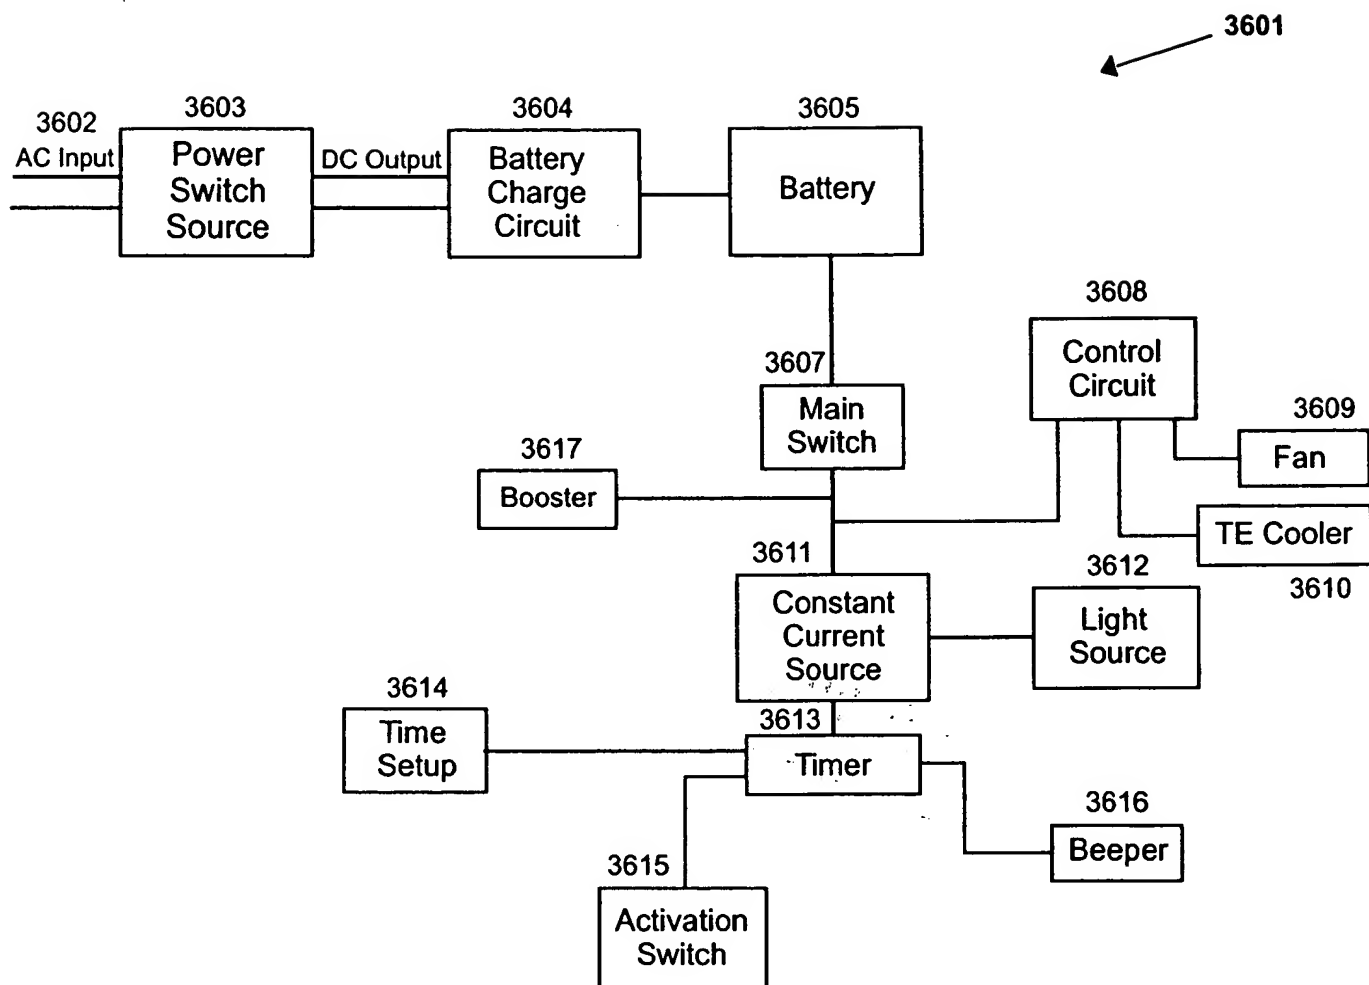 3601
3602
AC Input
3603
Power
Switch
Source
DC Output
3604
Battery
Charge
Circuit
3605
Battery
3607
Main
Switch
3608
Control
Circuit
3609
Fan
TE Cooler
3610
3617
Booster
3611
Constant
Current
Source
3612
Light
Source
3613
Timer
3614
Time
Setup
3615
Activation
Switch
3616
Beeper